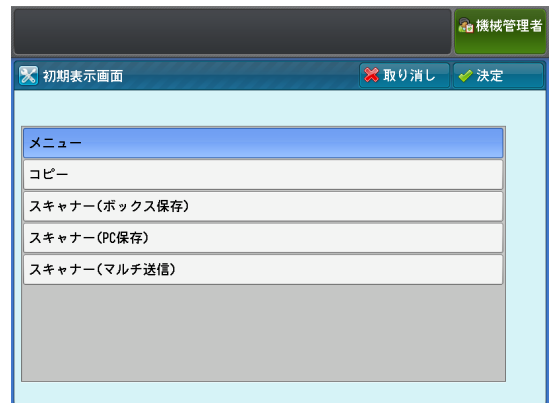 機械管理者
初期表示画面
取り消し
決定
メニュー
コピー
スキャナー(ボックス保存)
スキャナー(PC保存)
スキャナー(マルチ送信)